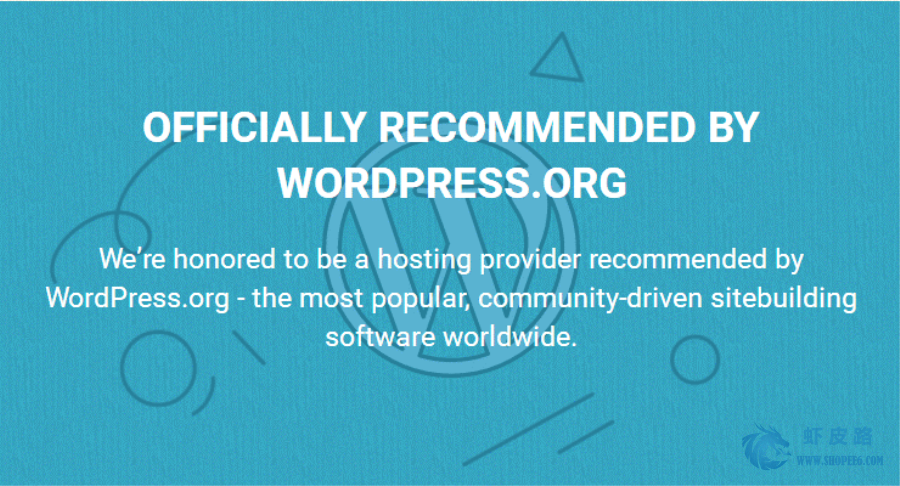 OFFICIALLY RECOMMENDED BY
WORDPRESS.ORG
We’re honored to be a hosting provider recommended by
WordPress.org - the most popular, community-driven sitebuilding
software worldwide.
虾皮路
WWW.SHOPEE6.COM